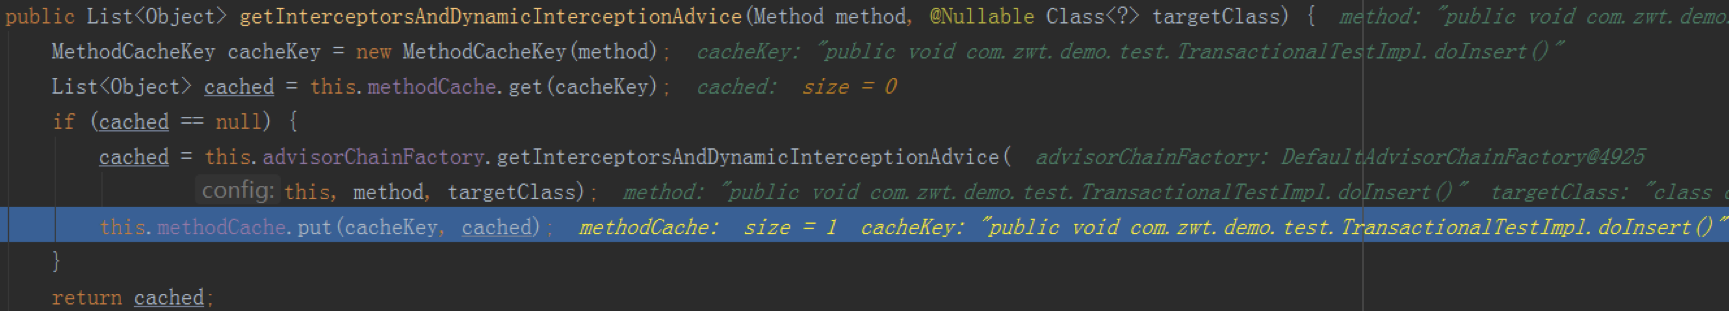 public List<Object> getInterceptorsAndDynamicInterceptionAdvice(Method method, @Nullable Class<?> targetClass) { method: "public void com.zwt.demo.
MethodCacheKey cacheKey = new MethodCacheKey(method); cacheKey: "public void com.zwt.demo.test.TransactionalTestImpl.doInsert()"
List<Object> cached = this.methodCache.get(cacheKey); cached: size = 0
if (cached == null) {
cached = this.advisorChainFactory.getInterceptorsAndDynamicInterceptionAdvice( advisorChainFactory: DefaultAdvisorChainFactory@4925
config: this, method, targetClass); method: "public void com.zwt.demo.test.TransactionalTestImpl.doInsert()" targetClass: "class
this.methodCache.put(cacheKey, cached); methodCache: size = 1 cacheKey: "public void com.zwt.demo.test.TransactionalTestImpl.doInsert()"
}
return cached;